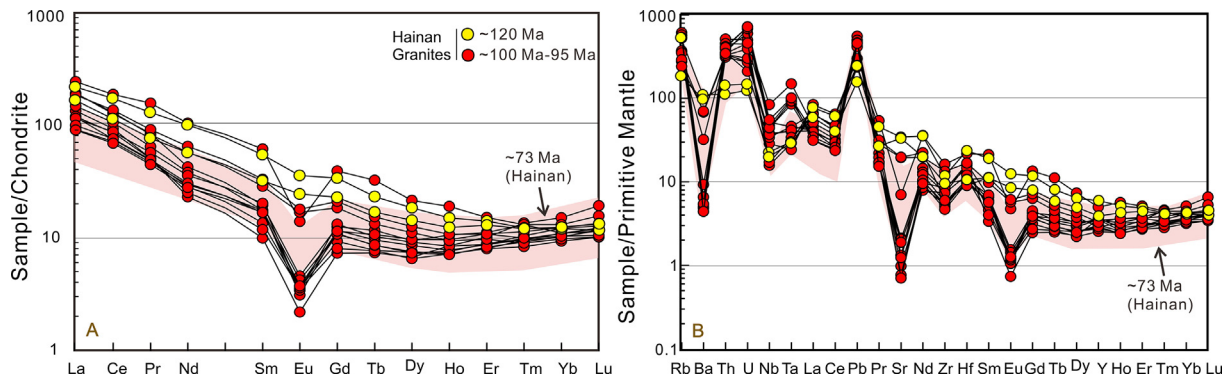 1000
100
10
1
Sample/Chondrite
Hainan
Granites
~120 Ma
~100 Ma-95 Ma
~73 Ma
(Hainan)
A
La Ce Pr Nd Sm Eu Gd Tb Dy Ho Er Tm Yb Lu
1000
100
10
1
0.1
Sample/Primitive Mantle
~73 Ma
(Hainan)
B
Rb Ba Th U Nb Ta La Ce Pb Pr Sr Nd Zr Hf Sm Eu Gd Tb Dy Y Ho Er Tm Yb Lu